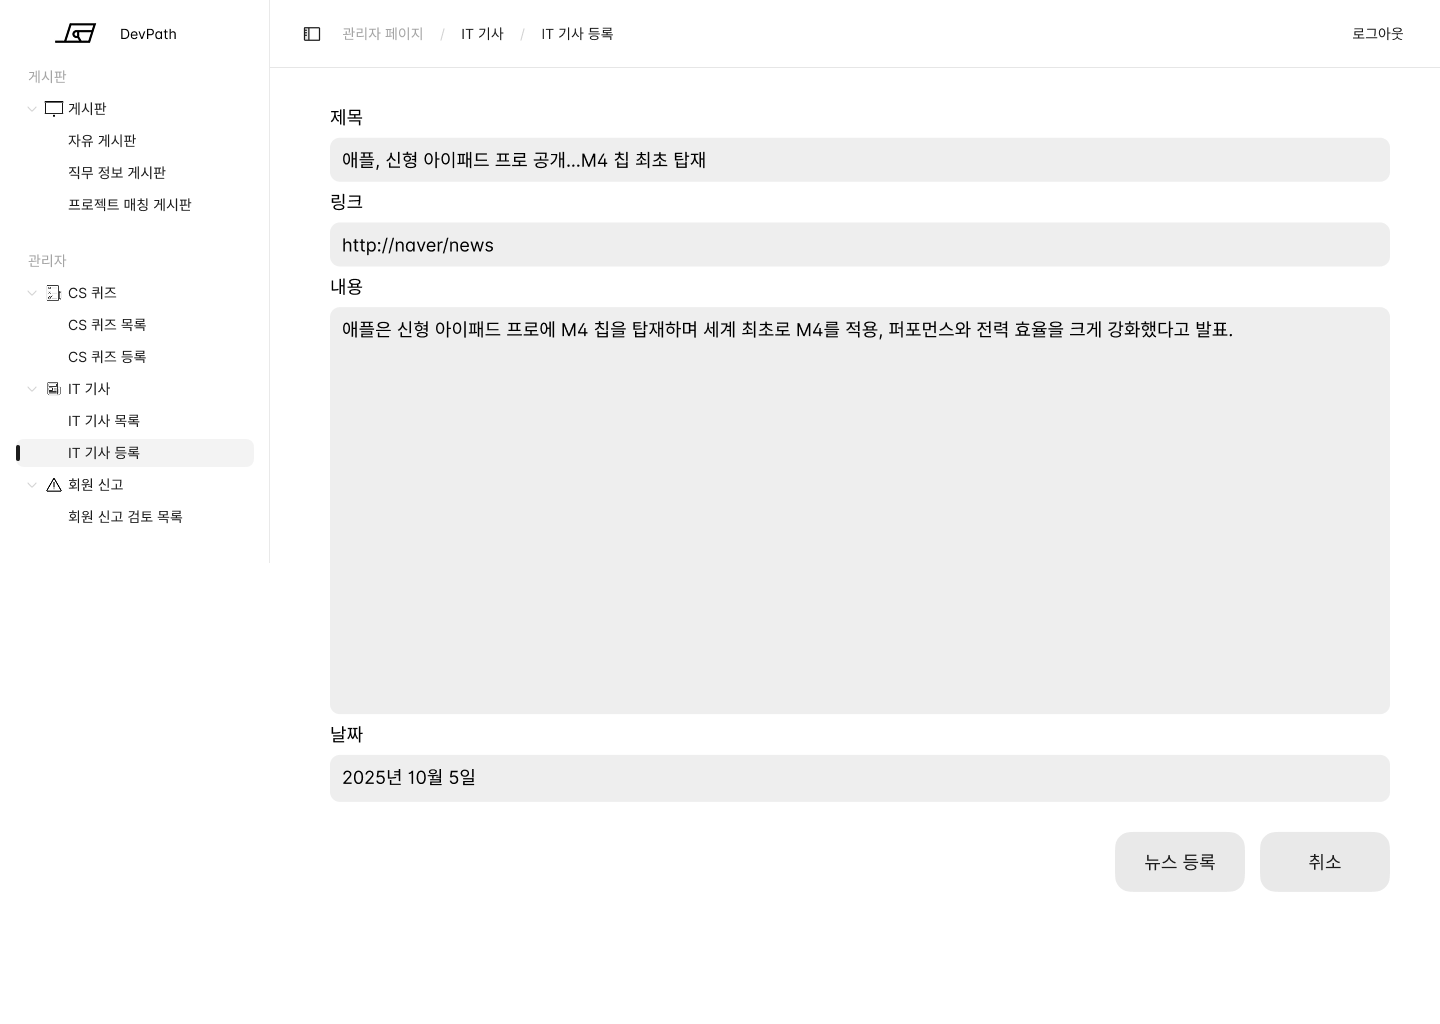 DevPath
게시판
게시판
자유 게시판
직무 정보 게시판
프로젝트 매칭 게시판
관리자
CS 퀴즈
CS 퀴즈 목록
CS 퀴즈 등록
IT 기사
IT 기사 목록
IT 기사 등록
회원 신고
회원 신고 검토 목록
관리자 페이지 / IT 기사 / IT 기사 등록
로그아웃
제목
애플, 신형 아이패드 프로 공개...M4 칩 최초 탑재
링크
http://naver/news
내용
애플은 신형 아이패드 프로에 M4 칩을 탑재하며 세계 최초로 M4를 적용, 퍼포먼스와 전력 효율을 크게 강화했다고 발표.
날짜
2025년 10월 5일
뉴스 등록
취소